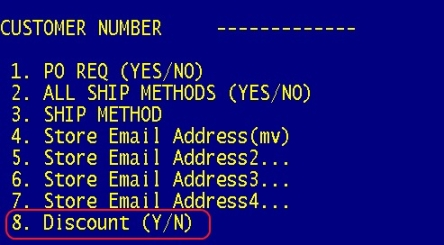 CUSTOMER NUMBER -------------
1. PO REQ (YES/NO)
2. ALL SHIP METHODS (YES/NO)
3. SHIP METHOD
4. Store Email Address(mv)
5. Store Email Address2...
6. Store Email Address3...
7. Store Email Address4...
8. Discount (Y/N)